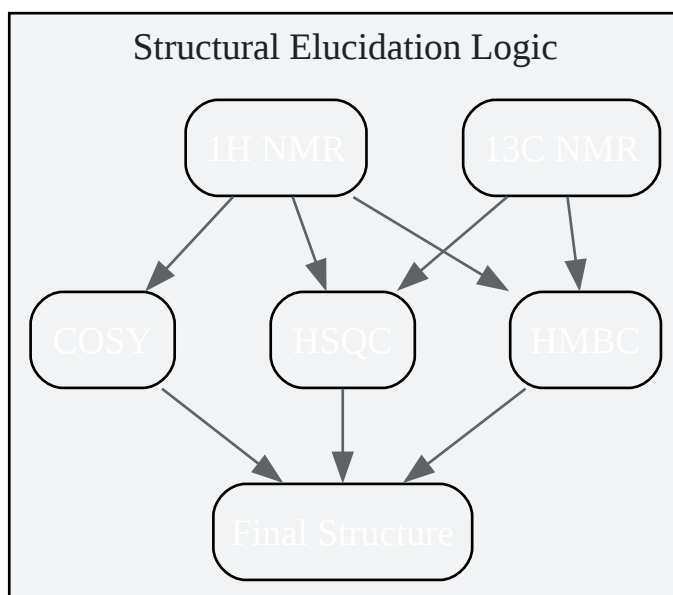 Structural Elucidation Logic
1H NMR
13C NMR
COSY
HSQC
HMBC
Final Structure